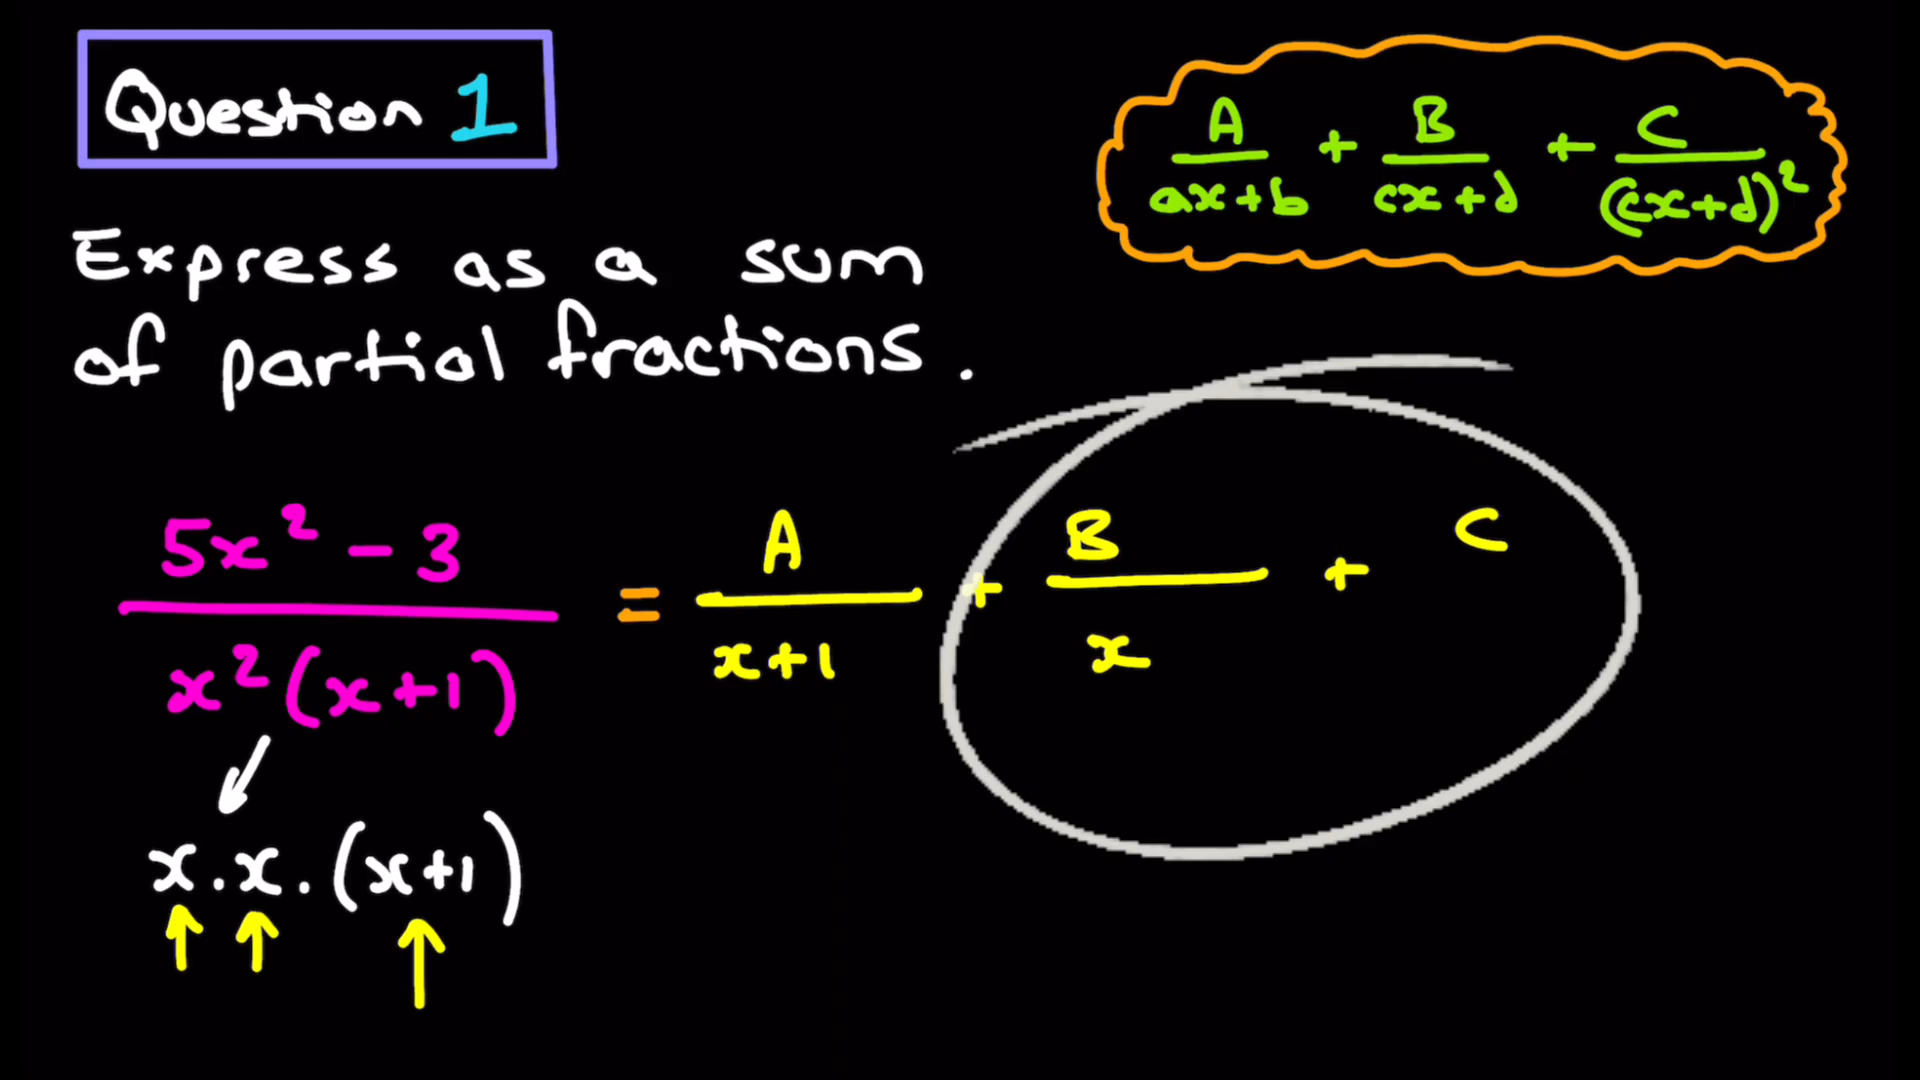 Question 1
A/(ax+b) + B/(cx+d) + C/(cx+d)²
Express as a sum
of partial fractions.
(5x² - 3)/(x²(x+1)) = A/(x+1) + B/x + C
x.x.(x+1)